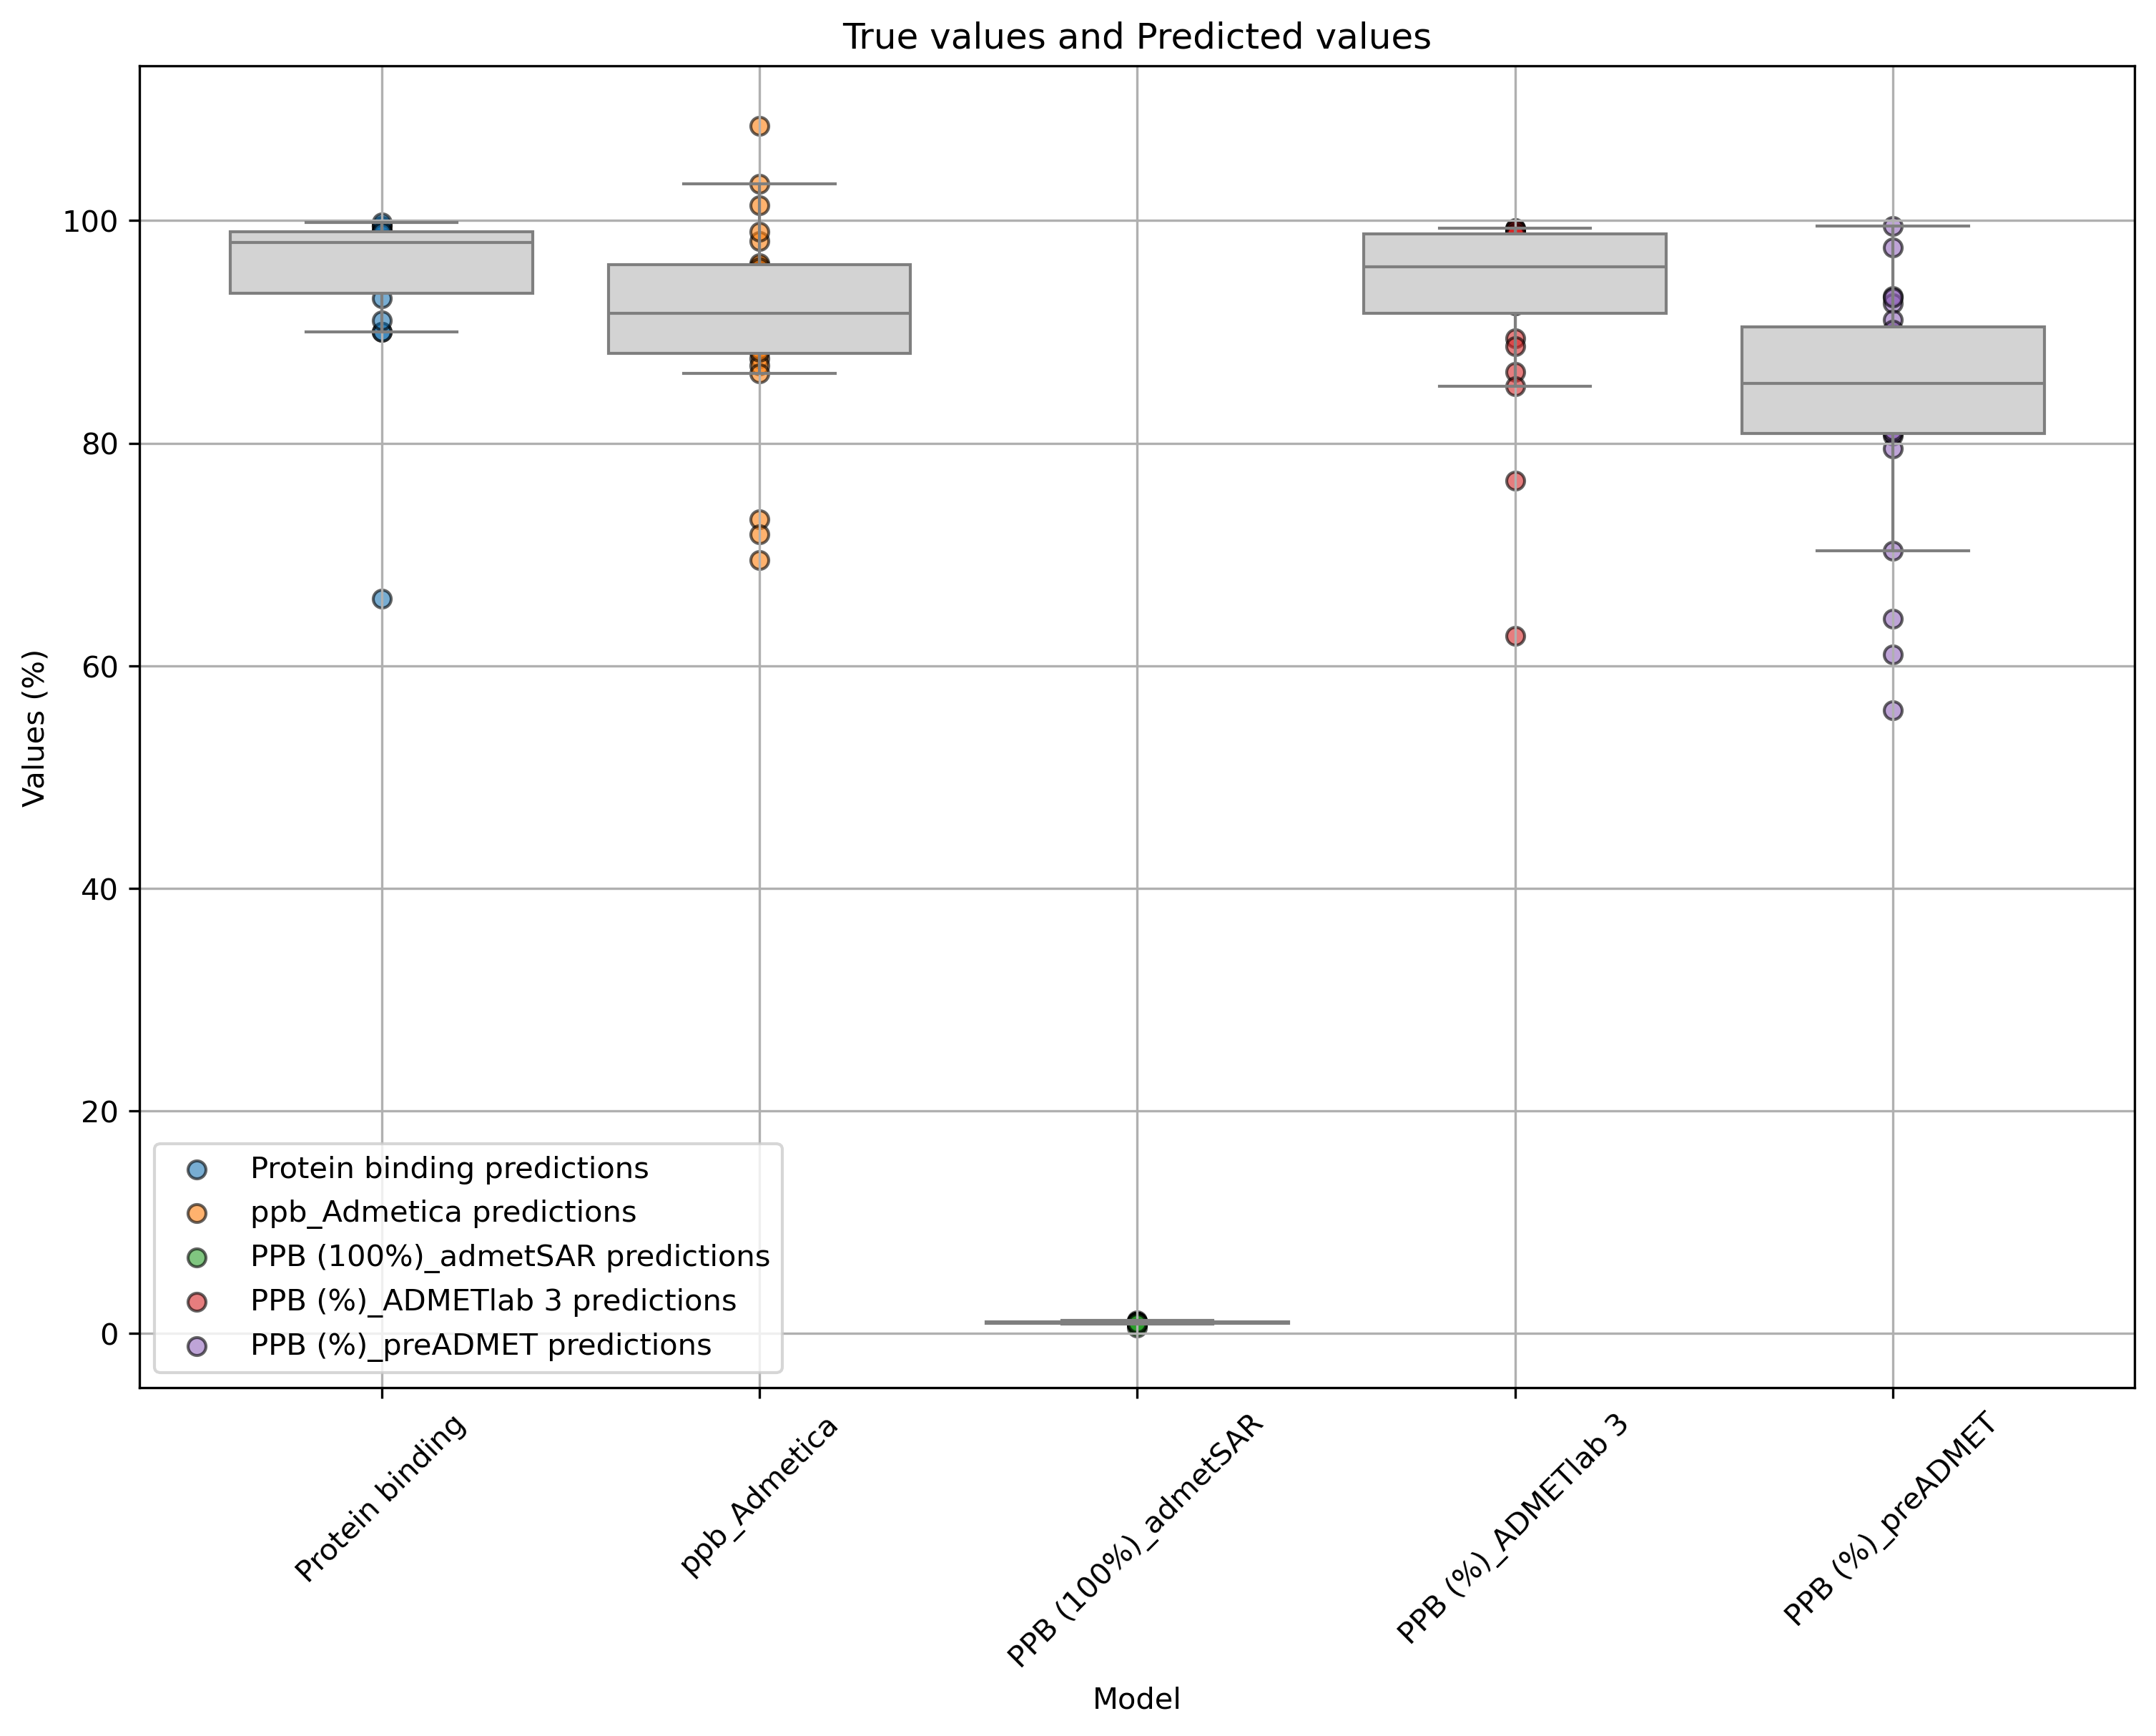 True values and Predicted values
Values (%)
100
80
60
40
20
0
Protein binding predictions
ppb_Admetica predictions
PPB (100%)_admetSAR predictions
PPB (%)_ADMETlab 3 predictions
PPB (%)_preADMET predictions
Protein binding
ppb_Admetica
PPB (100%)_admetSAR
PPB (%)_ADMETlab 3
PPB (%)_preADMET
Model